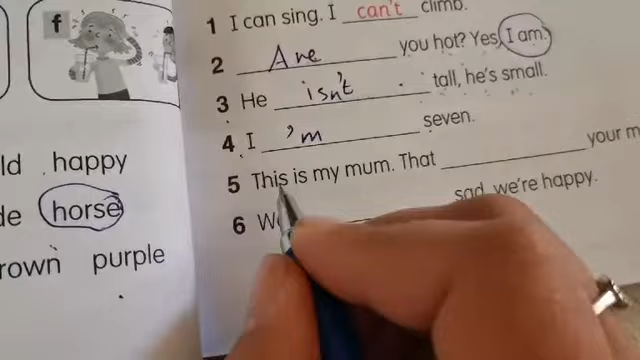 1 I can sing. I can't climb.
2 Are you hot? Yes, I am.
3 He isn't tall, he's small.
4 I 'm seven.
5 This is my mum. That your m
6 We sad, we're happy.
f
ld happy
de horse
rown purple